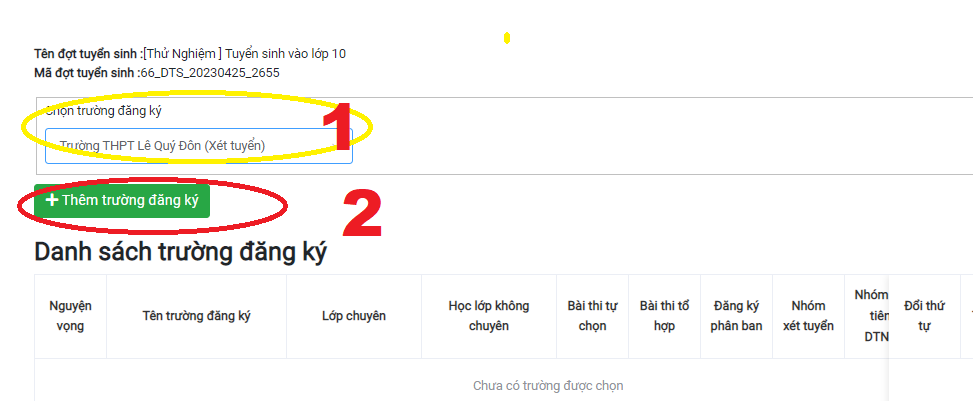 Tên đợt tuyển sinh :[Thử Nghiệm ] Tuyển sinh vào lớp 10
Mã đợt tuyển sinh :66_DTS_20230425_2655
Chọn trường đăng ký
1
Trường THPT Lê Quý Đôn (Xét tuyển)
+ Thêm trường đăng ký
2
Danh sách trường đăng ký
Nguyện vọng
Tên trường đăng ký
Lớp chuyên
Học lớp không chuyên
Bài thi tự chọn
Bài thi tổ hợp
Đăng ký phân ban
Nhóm xét tuyển
Nhóm
tiên
DTN
Đổi thứ tự
Chưa có trường được chọn